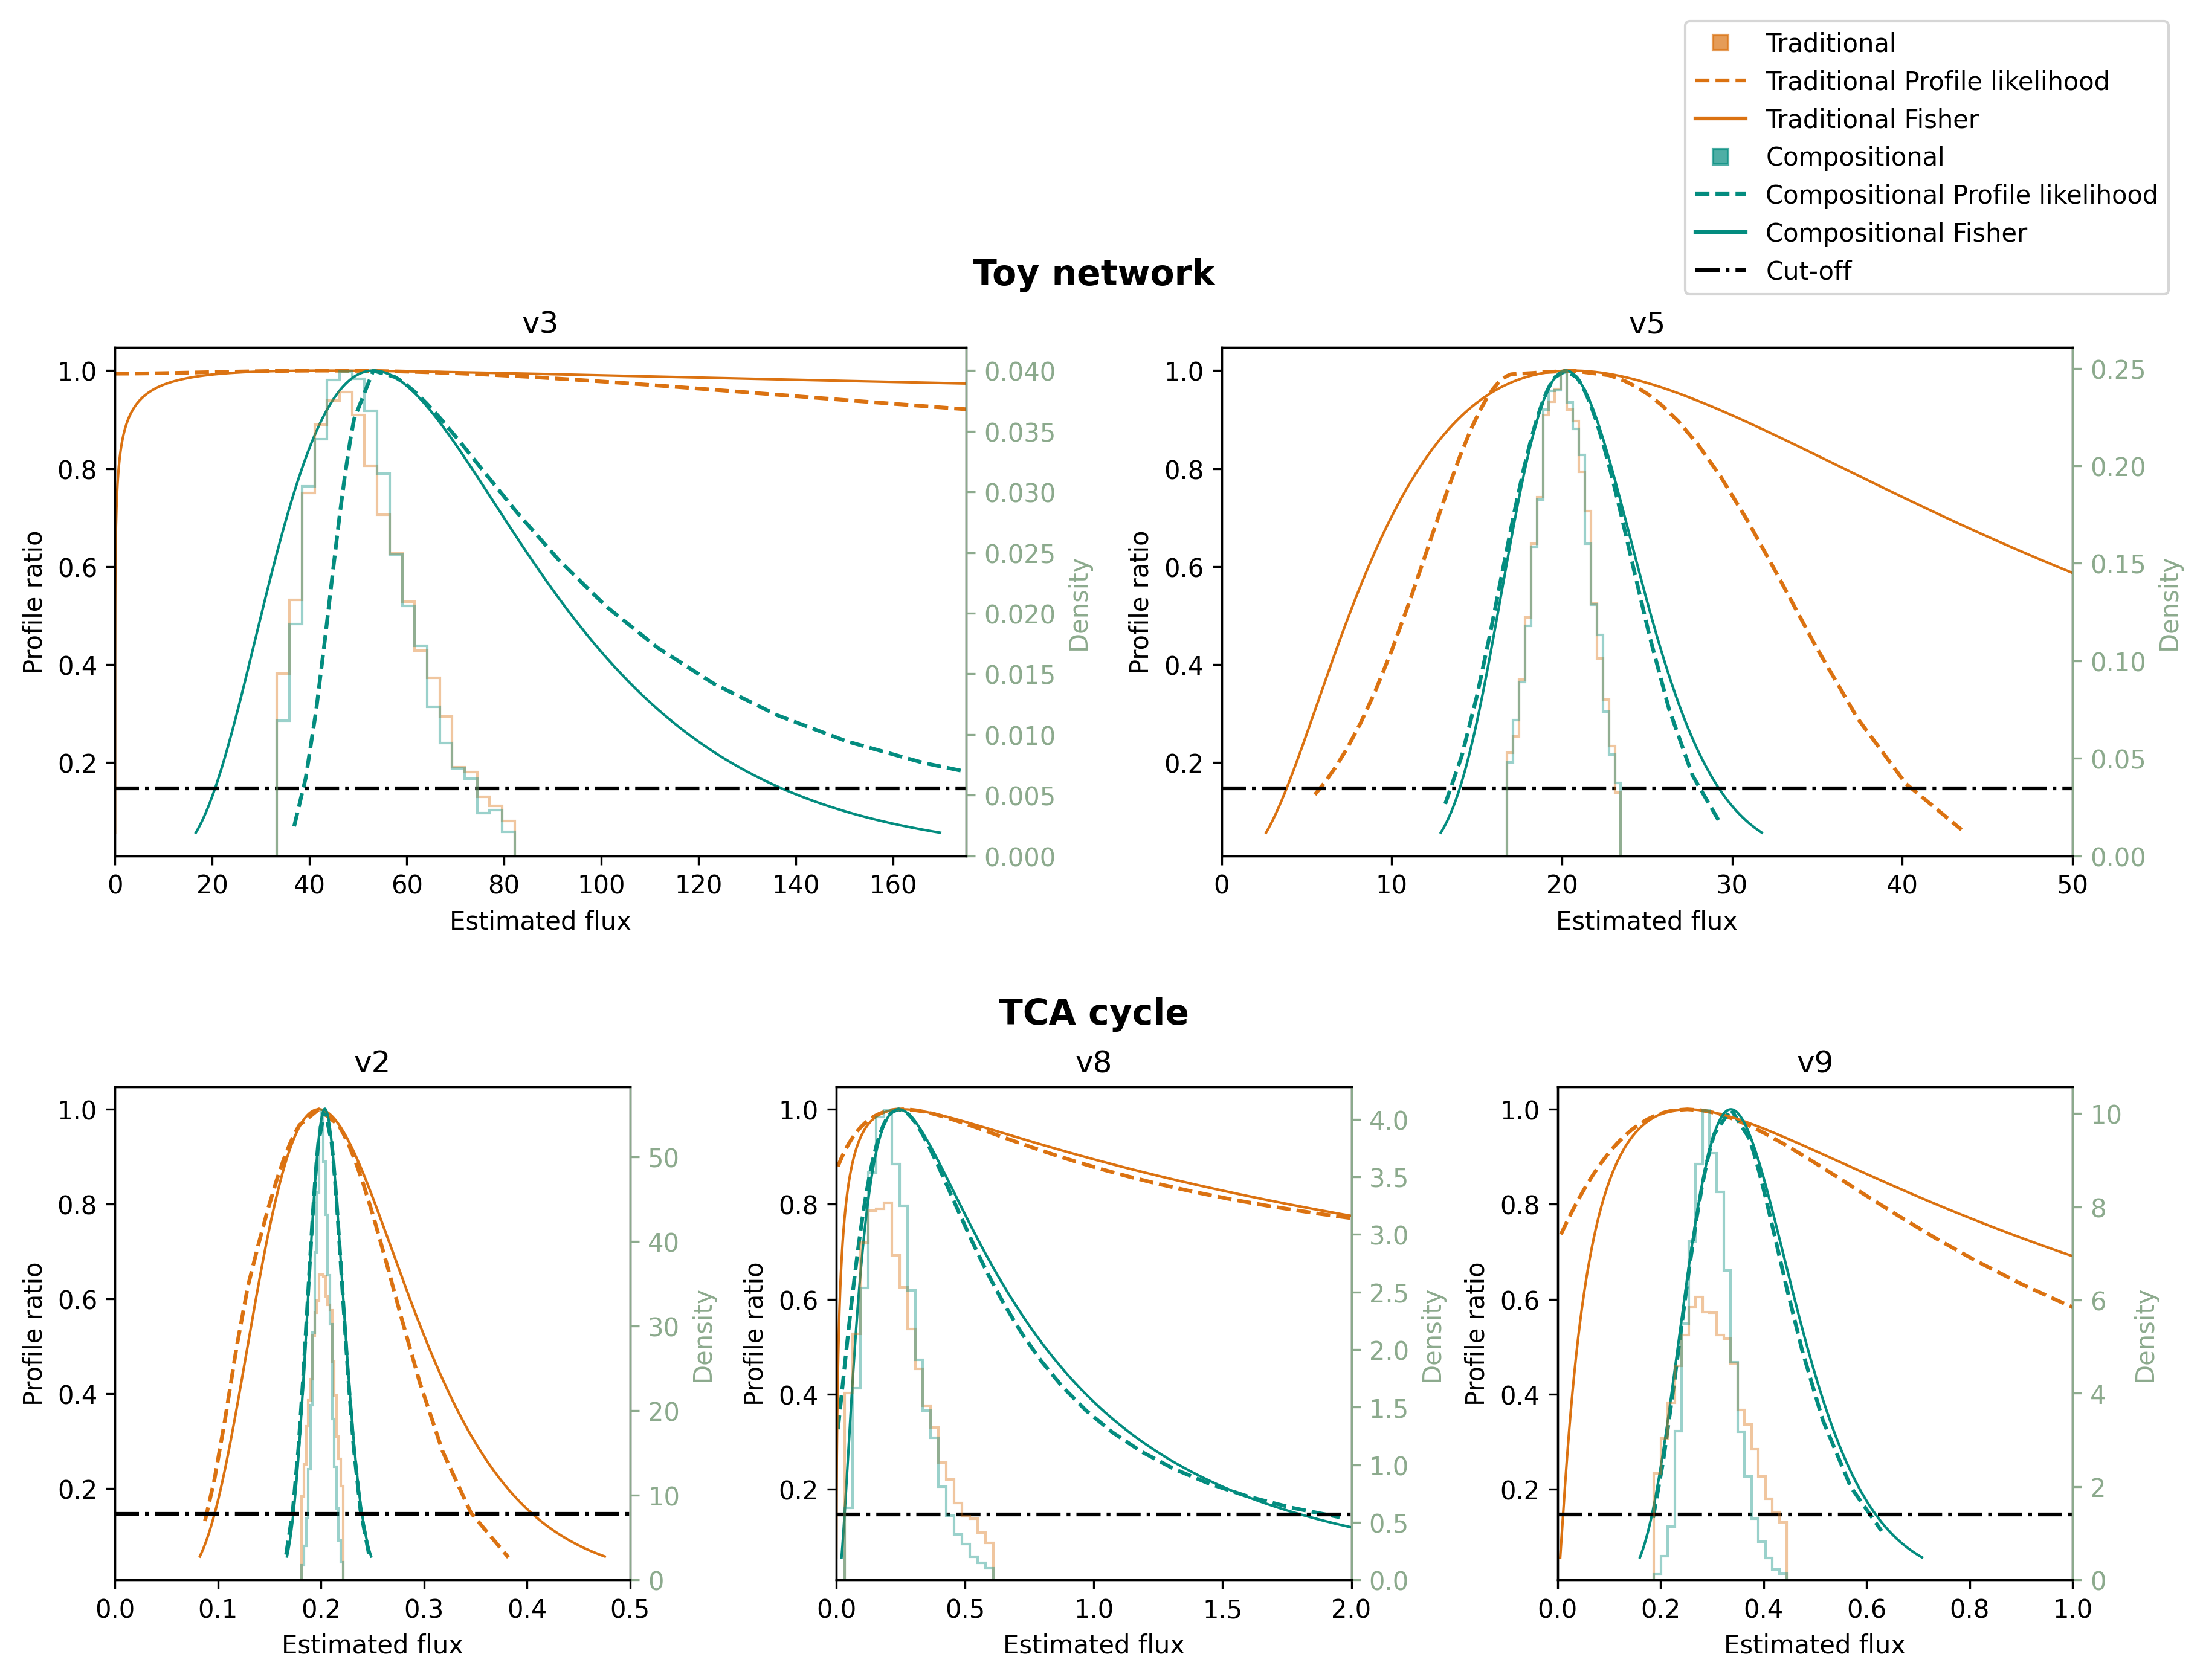 Traditional
Traditional Profile likelihood
Traditional Fisher
Compositional
Compositional Profile likelihood
Compositional Fisher
Cut-off
Toy network
v3
1.0
0.8
0.6
0.4
0.2
Profile ratio
0.040
0.035
0.030
0.025
0.020
0.015
0.010
0.005
0.000
Density
0 20 40 60 80 100 120 140 160
Estimated flux
v5
1.0
0.8
0.6
0.4
0.2
Profile ratio
0.25
0.20
0.15
0.10
0.05
0.00
Density
0 10 20 30 40 50
Estimated flux
TCA cycle
v2
1.0
0.8
0.6
0.4
0.2
Profile ratio
50
40
30
20
10
0
Density
0.0 0.1 0.2 0.3 0.4 0.5
Estimated flux
v8
1.0
0.8
0.6
0.4
0.2
Profile ratio
4.0
3.5
3.0
2.5
2.0
1.5
1.0
0.5
0.0
Density
0.0 0.5 1.0 1.5 2.0
Estimated flux
v9
1.0
0.8
0.6
0.4
0.2
Profile ratio
10
8
6
4
2
0
Density
0.0 0.2 0.4 0.6 0.8 1.0
Estimated flux